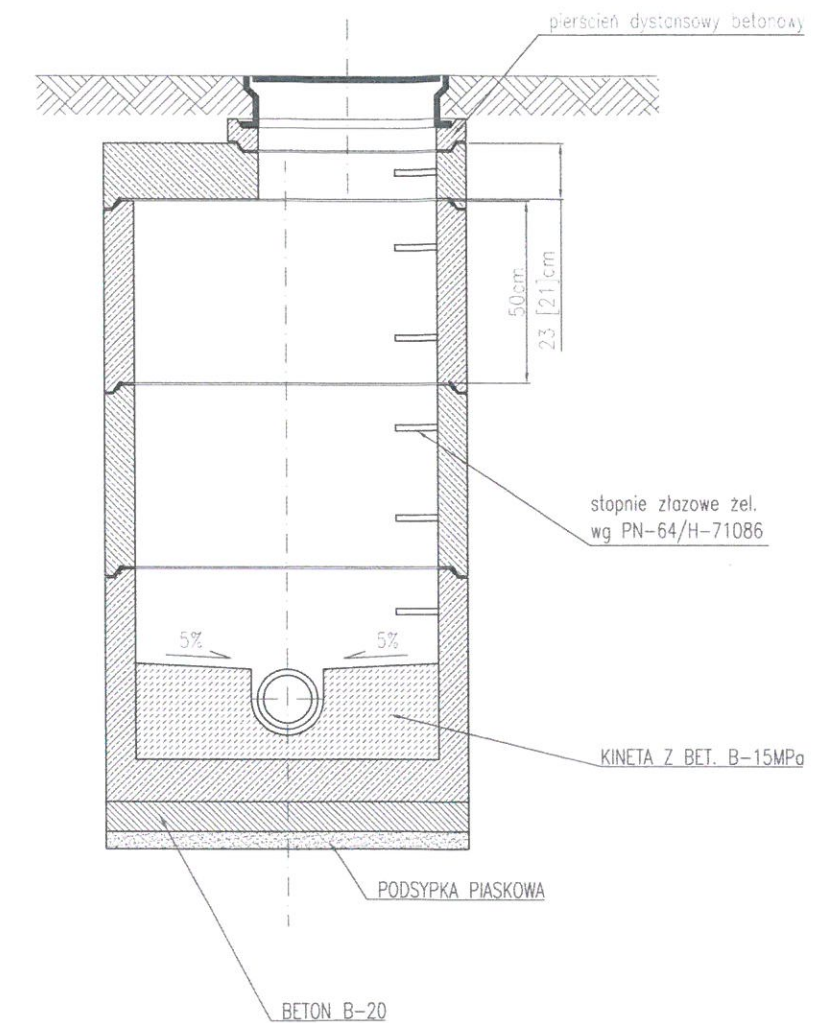 pierścień dystansowy betonowy
50cm
23 [21]cm
stopnie złazowe żel.
wg PN-64/H-71086
5%
5%
KINETA Z BET. B-15MPa
PODSYPKA PIASKOWA
BETON B-20